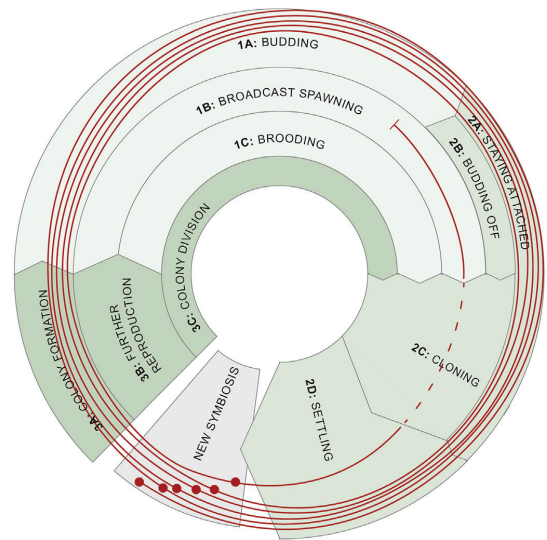 1A: BUDDING
1B: BROADCAST SPAWNING
1C: BROODING
2A: STAYING ATTACHED
2B: BUDDING OFF
2C: CLONING
2D: SETTLING
NEW SYMBIOSIS
3A: COLONY FORMATION
3B: FURTHER
REPRODUCTION
3C: COLONY DIVISION